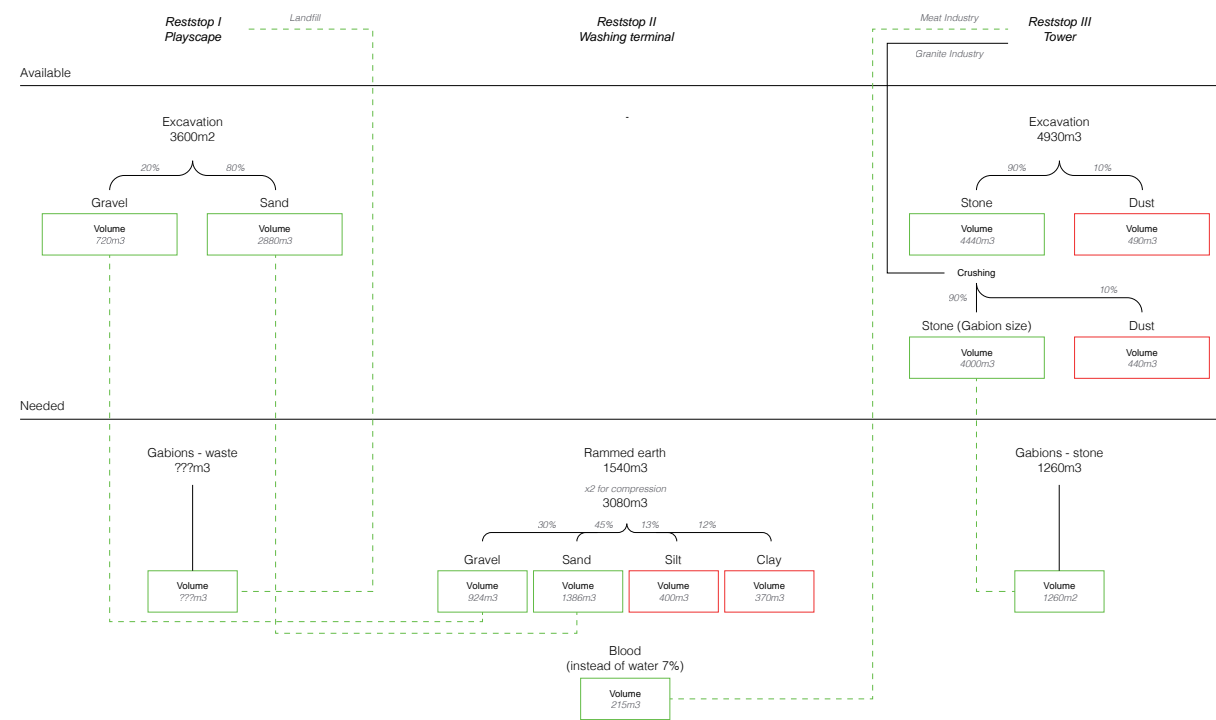 Reststop I
Playscape
Landfill
Reststop II
Washing terminal
Meat Industry
Reststop III
Tower
Granite Industry
Available
Excavation
3600m2
20%
80%
Gravel
Volume
720m3
Sand
Volume
2880m3
-
Excavation
4930m3
90%
10%
Stone
Volume
4440m3
Dust
Volume
490m3
Crushing
90%
10%
Stone (Gabion size)
Volume
4000m3
Dust
Volume
440m3
Needed
Gabions - waste
???m3
Volume
???m3
Rammed earth
1540m3
x2 for compression
3080m3
30%
45%
13%
12%
Gravel
Volume
924m3
Sand
Volume
1386m3
Silt
Volume
400m3
Clay
Volume
370m3
Blood
(instead of water 7%)
Volume
215m3
Gabions - stone
1260m3
Volume
1260m2